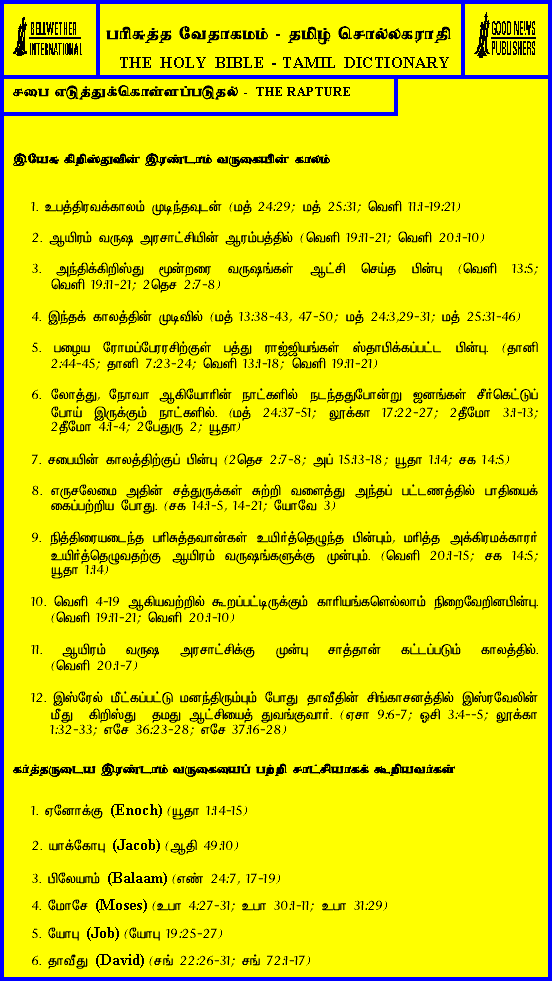 BELLWETHER
INTERNATIONAL
பரிசுத்த வேதாகமம் - தமிழ் சொல்லகராதி
THE HOLY BIBLE - TAMIL DICTIONARY
GOOD NEWS
PUBLISHERS
சபை எடுத்துக்கொள்ளப்படுதல் - THE RAPTURE
இயேசு கிறிஸ்துவின் இரண்டாம் வருகையின் காலம்
1. உபத்திரவக்காலம் முடிந்தவுடன் (மத் 24:29; மத் 25:31; வெளி 11:1-19:21)
2. ஆயிரம் வருஷ அரசாட்சியின் ஆரம்பத்தில் (வெளி 19:11-21; வெளி 20:1-10)
3. அந்திக்கிறிஸ்து மூன்றரை வருஷங்கள் ஆட்சி செய்த பின்பு (வெளி 13:5;
வெளி 19:11-21; 2தெச 2:7-8)
4. இந்தக் காலத்தின் முடிவில் (மத் 13:38-43, 47-50; மத் 24:3,29-31; மத் 25:31-46)
5. பழைய ரோமப்பேரரசிற்குள் பத்து ராஜ்ஜியங்கள் ஸ்தாபிக்கப்பட்ட பின்பு. (தானி
2:44-45; தானி 7:23-24; வெளி 13:1-18; வெளி 19:11-21)
6. லோத்து, நோவா ஆகியோரின் நாட்களில் நடந்ததுபோன்று ஜனங்கள் சீர்கெட்டுப்
போய் இருக்கும் நாட்களில். (மத் 24:37-51; லூக்கா 17:22-27; 2தீமோ 3:1-13;
2தீமோ 4:1-4; 2பேதுரு 2; யூதா)
7. சபையின் காலத்திற்குப் பின்பு (2தெச 2:7-8; அப் 15:13-18; யூதா 1:14; சக 14:5)
8. எருசலேமை அதின் சத்துருக்கள் சுற்றி வளைத்து அந்தப் பட்டணத்தில் பாதியைக்
கைப்பற்றிய போது. (சக 14:1-5, 14-21; யோவே 3)
9. நித்திரையடைந்த பரிசுத்தவான்கள் உயிர்த்தெழுந்த பின்பும், மரித்த அக்கிரமக்காரர்
உயிர்த்தெழுவதற்கு ஆயிரம் வருஷங்களுக்கு முன்பும். (வெளி 20:1-15; சக 14:5;
யூதா 1:14)
10. வெளி 4-19 ஆகியவற்றில் கூறப்பட்டிருக்கும் காரியங்களெல்லாம் நிறைவேறினபின்பு.
(வெளி 19:11-21; வெளி 20:1-10)
11. ஆயிரம் வருஷ அரசாட்சிக்கு முன்பு சாத்தான் கட்டப்படும் காலத்தில்.
(வெளி 20:1-7)
12. இஸ்ரேல் மீட்கப்பட்டு மனந்திரும்பும் போது தாவீதின் சிங்காசனத்தில் இஸ்ரவேலின்
மீது கிறிஸ்து தமது ஆட்சியைத் துவங்குவார். (ஏசா 9:6-7; ஓசி 3:4--5; லூக்கா
1:32-33; எசே 36:23-28; எசே 37:16-28)
கர்த்தருடைய இரண்டாம் வருகையைப் பற்றி சாட்சியாகக் கூறியவர்கள்
1. ஏனோக்கு (Enoch) (யூதா 1:14-15)
2. யாக்கோபு (Jacob) (ஆதி 49:10)
3. பிலேயாம் (Balaam) (எண் 24:7, 17-19)
4. மோசே (Moses) (உபா 4:27-31; உபா 30:1-11; உபா 31:29)
5. யோபு (Job) (யோபு 19:25-27)
6. தாவீது (David) (சங் 22:26-31; சங் 72:1-17)